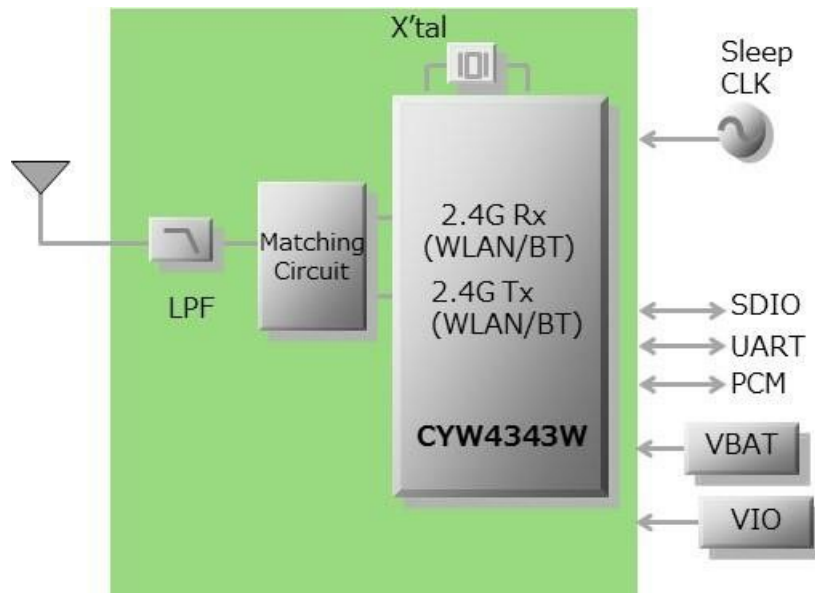 X'tal
Sleep
CLK
2.4G Rx
(WLAN/BT)
Matching
Circuit
2.4G Tx
(WLAN/BT)
LPF
SDIO
UART
PCM
CYW4343W
VBAT
VIO